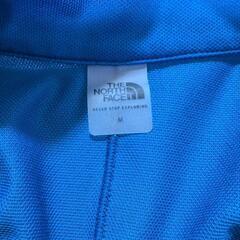 THE
NORTH
FACE
NEVER STOP EXPLORING
M